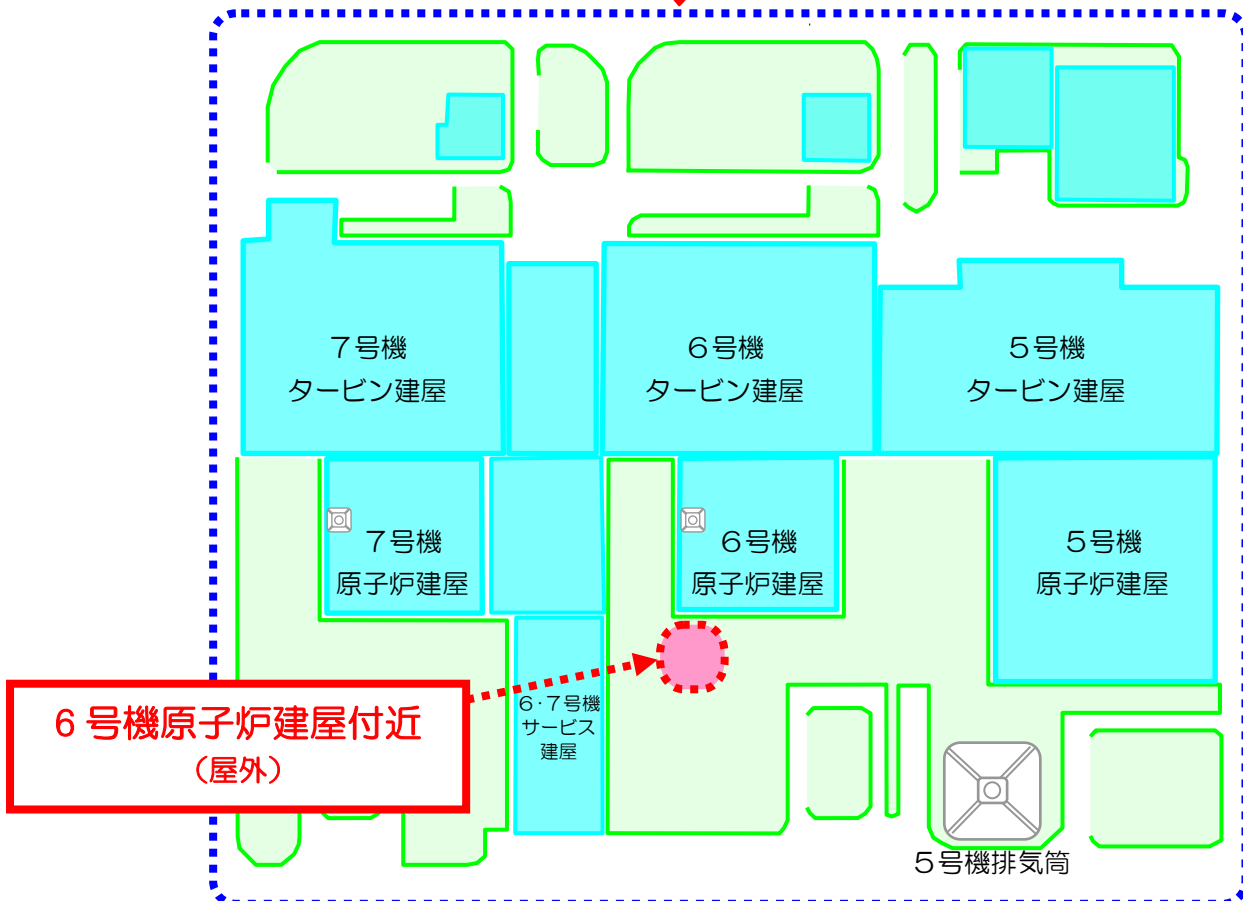 ７号機
タービン建屋
６号機
タービン建屋
５号機
タービン建屋
７号機
原子炉建屋
６号機
原子炉建屋
５号機
原子炉建屋
６号機原子炉建屋付近
（屋外）
６・７号機
サービス
建屋
５号機排気筒